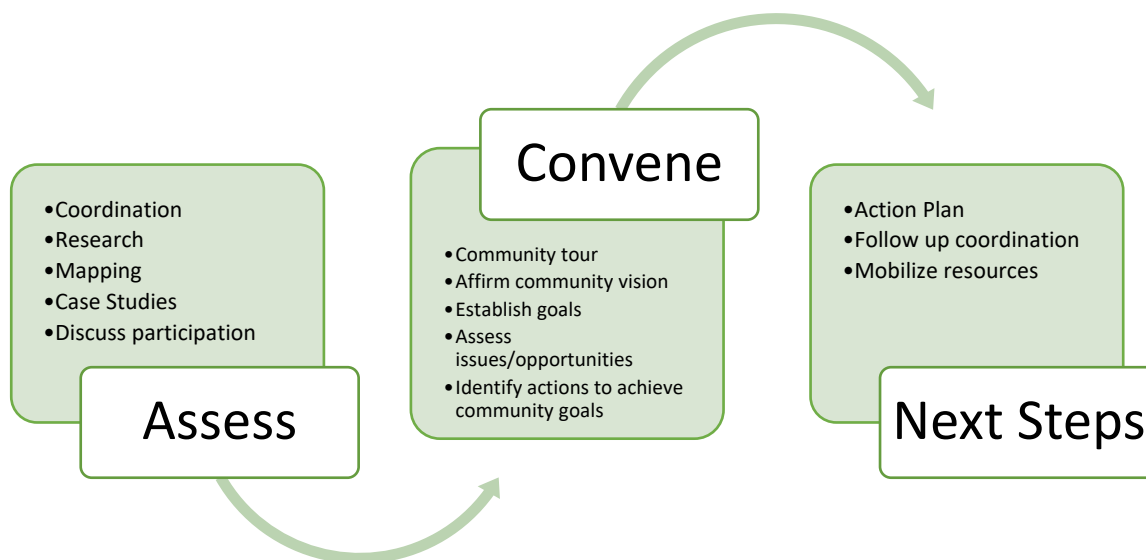 •Coordination
•Research
•Mapping
•Case Studies
•Discuss participation
Assess
Convene
•Community tour
•Affirm community vision
•Establish goals
•Assess
issues/opportunities
•Identify actions to achieve
community goals
•Action Plan
•Follow up coordination
•Mobilize resources
Next Steps